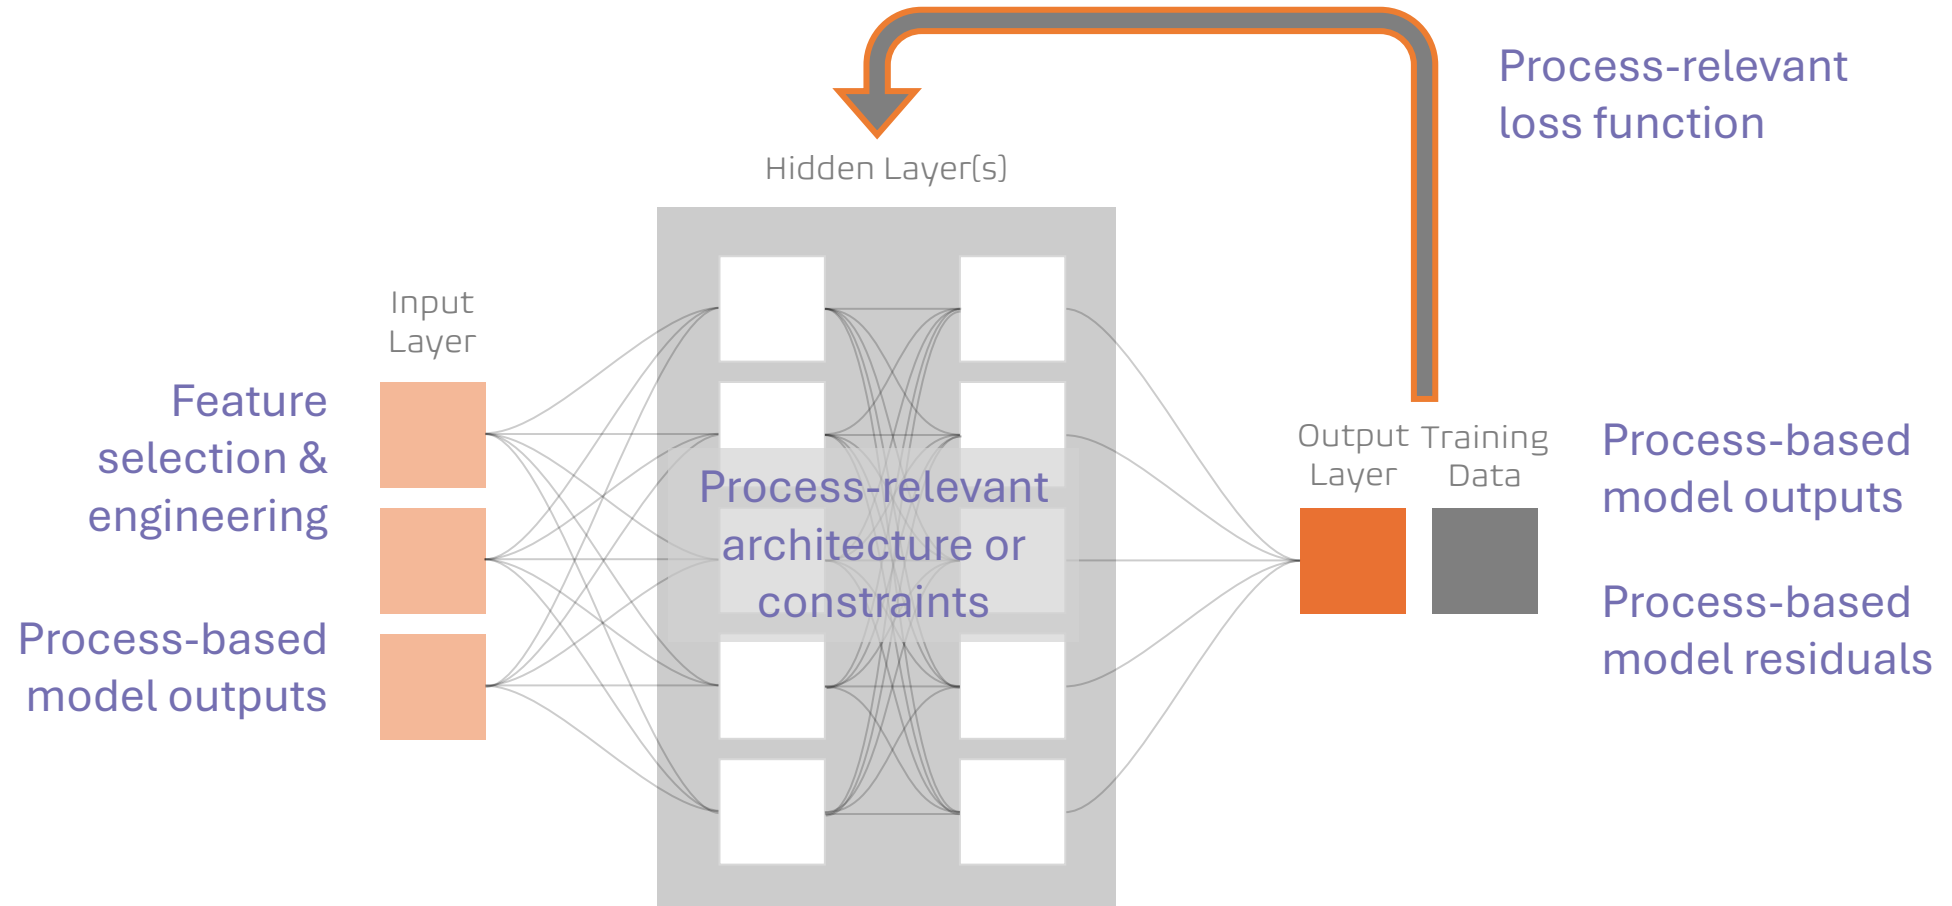 Process-relevant
loss function
Hidden Layer(s)
Input
Layer
Feature
selection &
engineering
Process-based
model outputs
Process-relevant
architecture or
constraints
Output
Layer
Training
Data
Process-based
model outputs
Process-based
model residuals